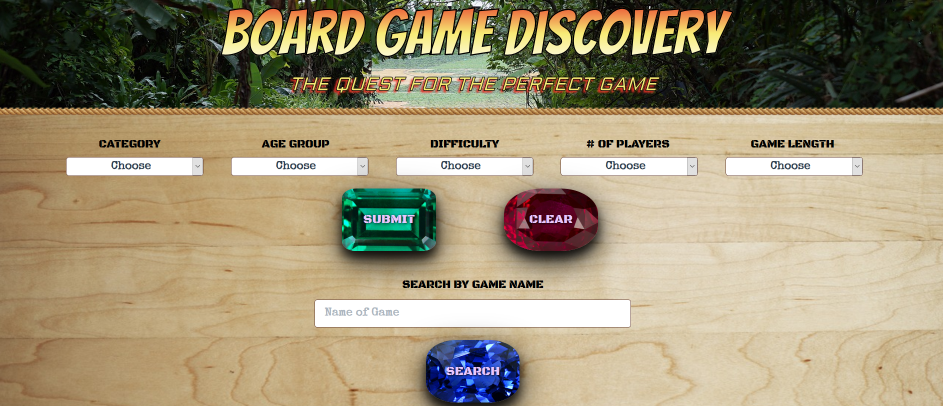 BOARD GAME DISCOVERY
THE QUEST FOR THE PERFECT GAME
CATEGORY AGE GROUP DIFFICULTY # OF PLAYERS GAME LENGTH
Choose Choose Choose Choose Choose
SUBMIT CLEAR
SEARCH BY GAME NAME
Name of Game
SEARCH